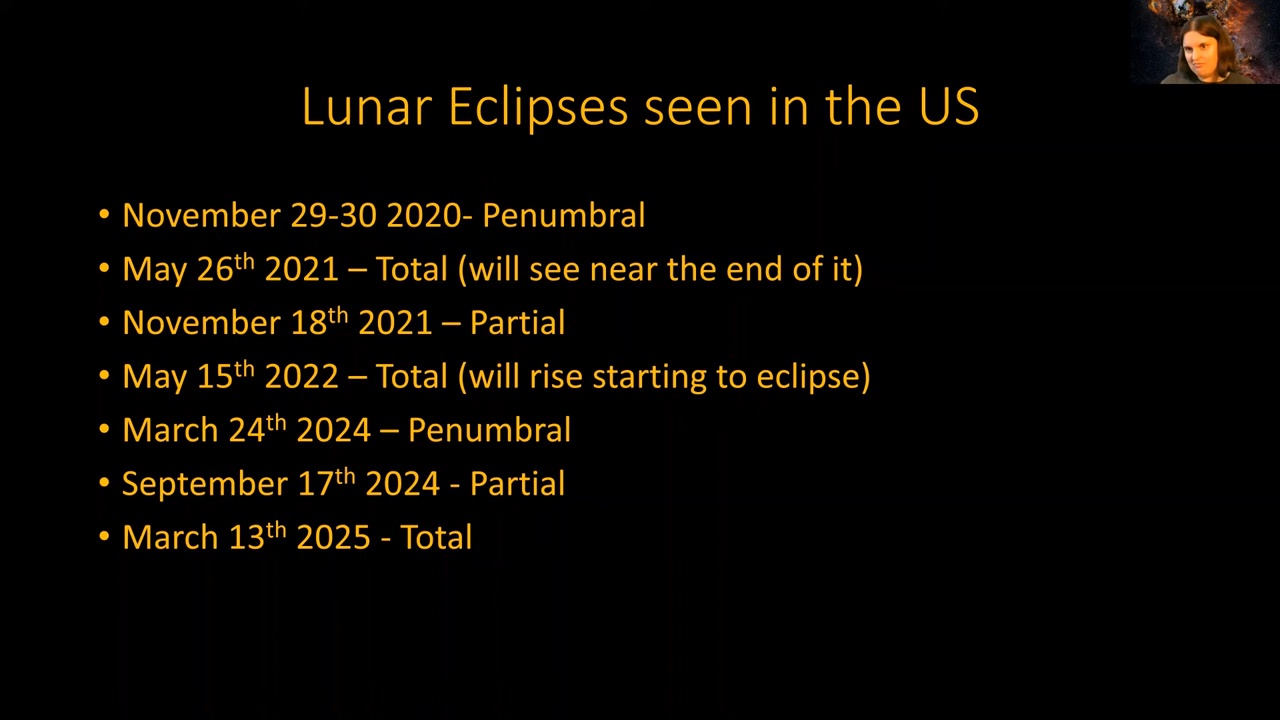 Lunar Eclipses seen in the US
• November 29-30 2020- Penumbral
• May 26th 2021 – Total (will see near the end of it)
• November 18th 2021 – Partial
• May 15th 2022 – Total (will rise starting to eclipse)
• March 24th 2024 – Penumbral
• September 17th 2024 - Partial
• March 13th 2025 - Total